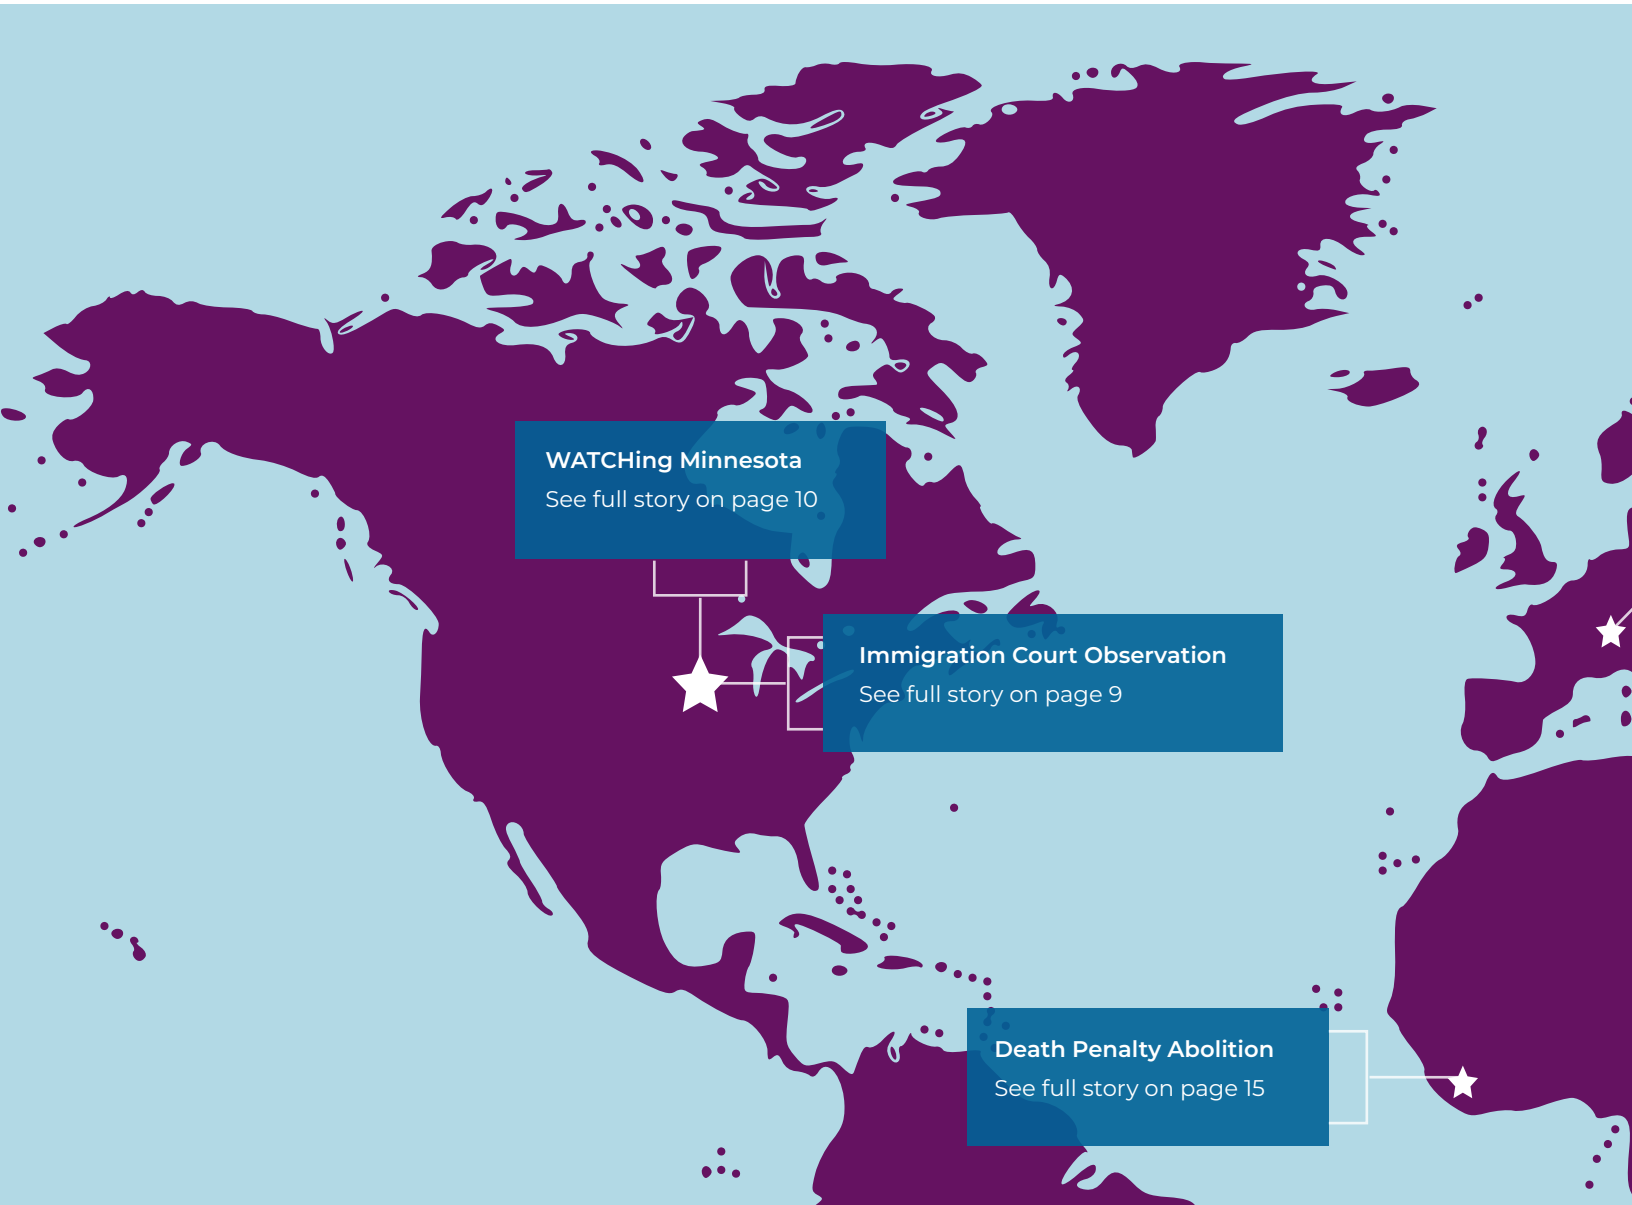 WATCHing Minnesota
See full story on page 10
Immigration Court Observation
See full story on page 9
Death Penalty Abolition
See full story on page 15